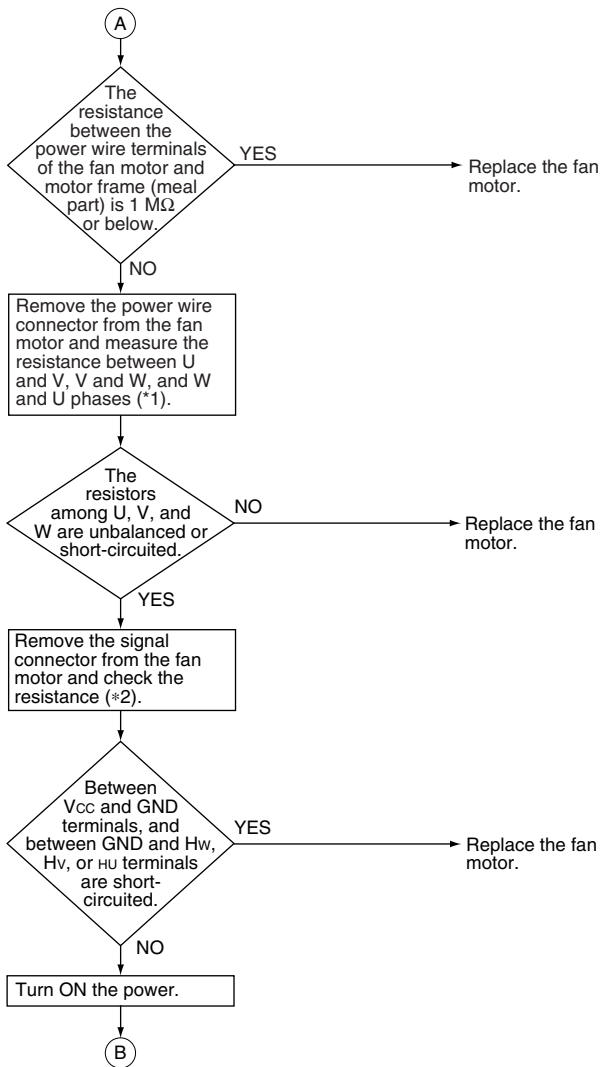 A
The
resistance
between the
power wire terminals
of the fan motor and
motor frame (meal
part) is 1 MΩ
or below.
YES
Replace the fan
motor.
NO
Remove the power wire
connector from the fan
motor and measure the
resistance between U
and V, V and W, and W
and U phases (*1).
The
resistors
among U, V, and
W are unbalanced or
short-circuited.
NO
Replace the fan
motor.
YES
Remove the signal
connector from the fan
motor and check the
resistance (*2).
Between
VCC and GND
terminals, and
between GND and HW,
HV, or HU terminals
are short-
circuited.
YES
Replace the fan
motor.
NO
Turn ON the power.
B